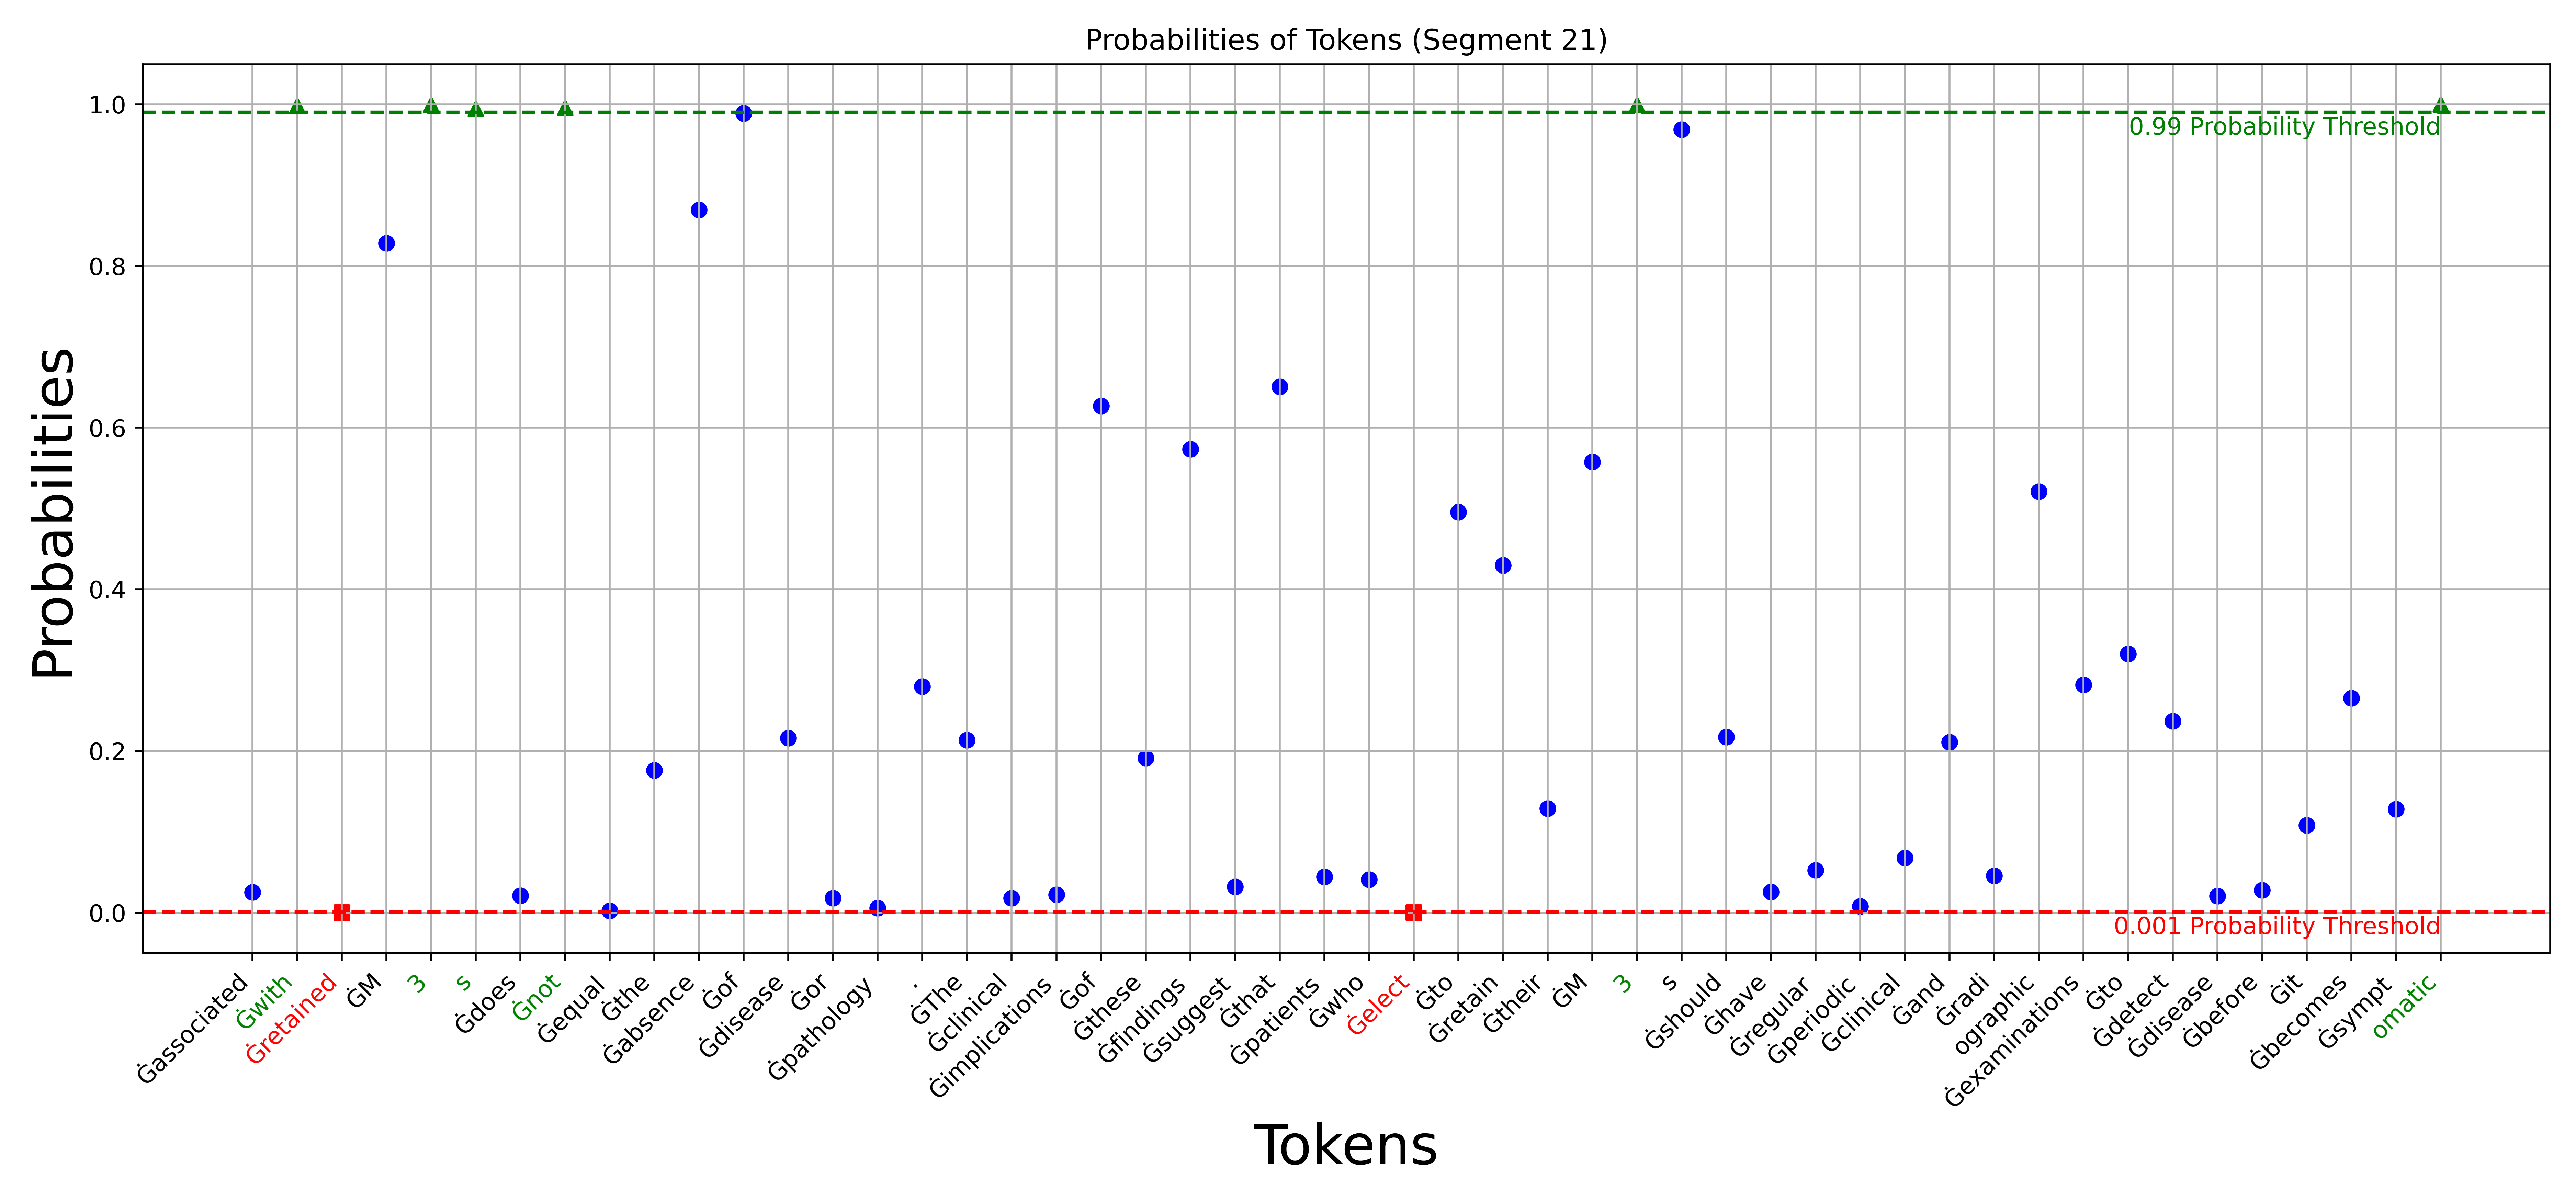 Probabilities of Tokens (Segment 21)
Probabilities
1.0
0.8
0.6
0.4
0.2
0.0
0.99 Probability Threshold
0.001 Probability Threshold
Ġassociated
Ġwith
Ġretained
ĠM
3
s
Ġdoes
Ġnot
Ġequal
Ġthe
Ġabsence
Ġof
Ġdisease
Ġor
Ġpathology
.
ĠThe
Ġclinical
Ġimplications
Ġof
Ġthese
Ġfindings
Ġsuggest
Ġthat
Ġpatients
Ġwho
Ġelect
Ġto
Ġretain
Ġtheir
ĠM
3
s
Ġshould
Ġhave
Ġregular
Ġperiodic
Ġclinical
Ġand
Ġradi
ographic
Ġexaminations
Ġto
Ġdetect
Ġdisease
Ġbefore
Ġit
Ġbecomes
Ġsympt
omatic
Tokens